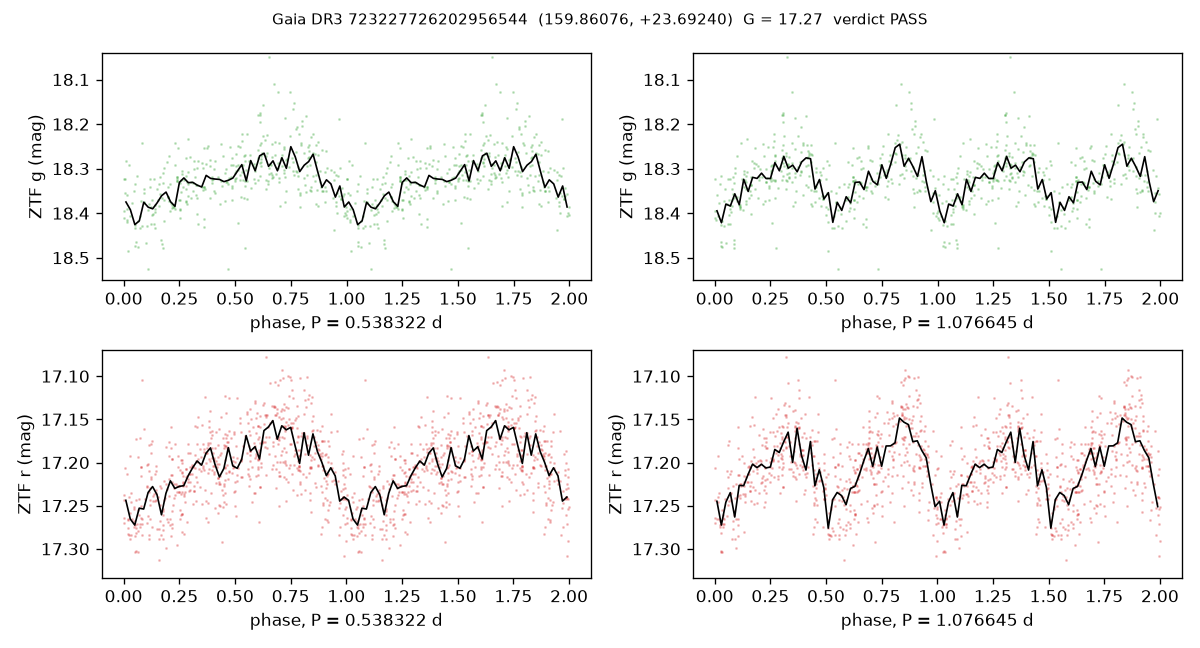 Gaia DR3 723227726202956544 (159.86076, +23.69240) G = 17.27 verdict PASS
ZTF g (mag)
18.1
18.2
18.3
18.4
18.5
0.00 0.25 0.50 0.75 1.00 1.25 1.50 1.75 2.00
phase, P = 0.538322 d
ZTF g (mag)
18.1
18.2
18.3
18.4
18.5
0.00 0.25 0.50 0.75 1.00 1.25 1.50 1.75 2.00
phase, P = 1.076645 d
ZTF r (mag)
17.10
17.15
17.20
17.25
17.30
0.00 0.25 0.50 0.75 1.00 1.25 1.50 1.75 2.00
phase, P = 0.538322 d
ZTF r (mag)
17.10
17.15
17.20
17.25
17.30
0.00 0.25 0.50 0.75 1.00 1.25 1.50 1.75 2.00
phase, P = 1.076645 d